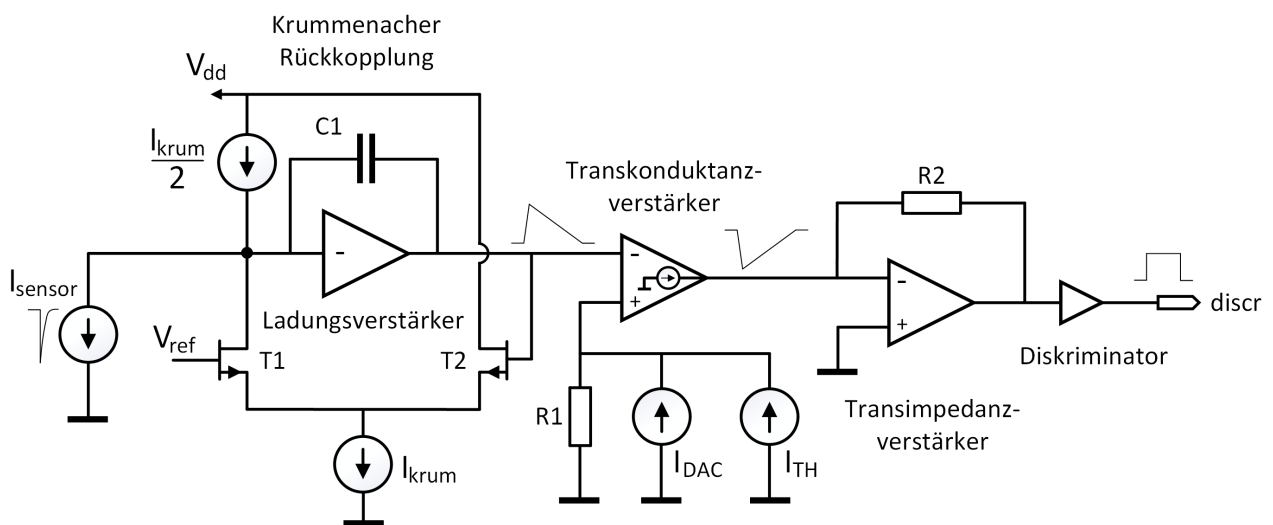 Krummenacher
Rückkopplung
Vdd
Ikrum
2
C1
Isensor
Vref
T1
Ladungsverstärker
T2
Ikrum
Transkonduktanz-
verstärker
-
-
+
R1
IDAC
ITH
R2
-
+
Transimpedanz-
verstärker
Diskriminator
discr